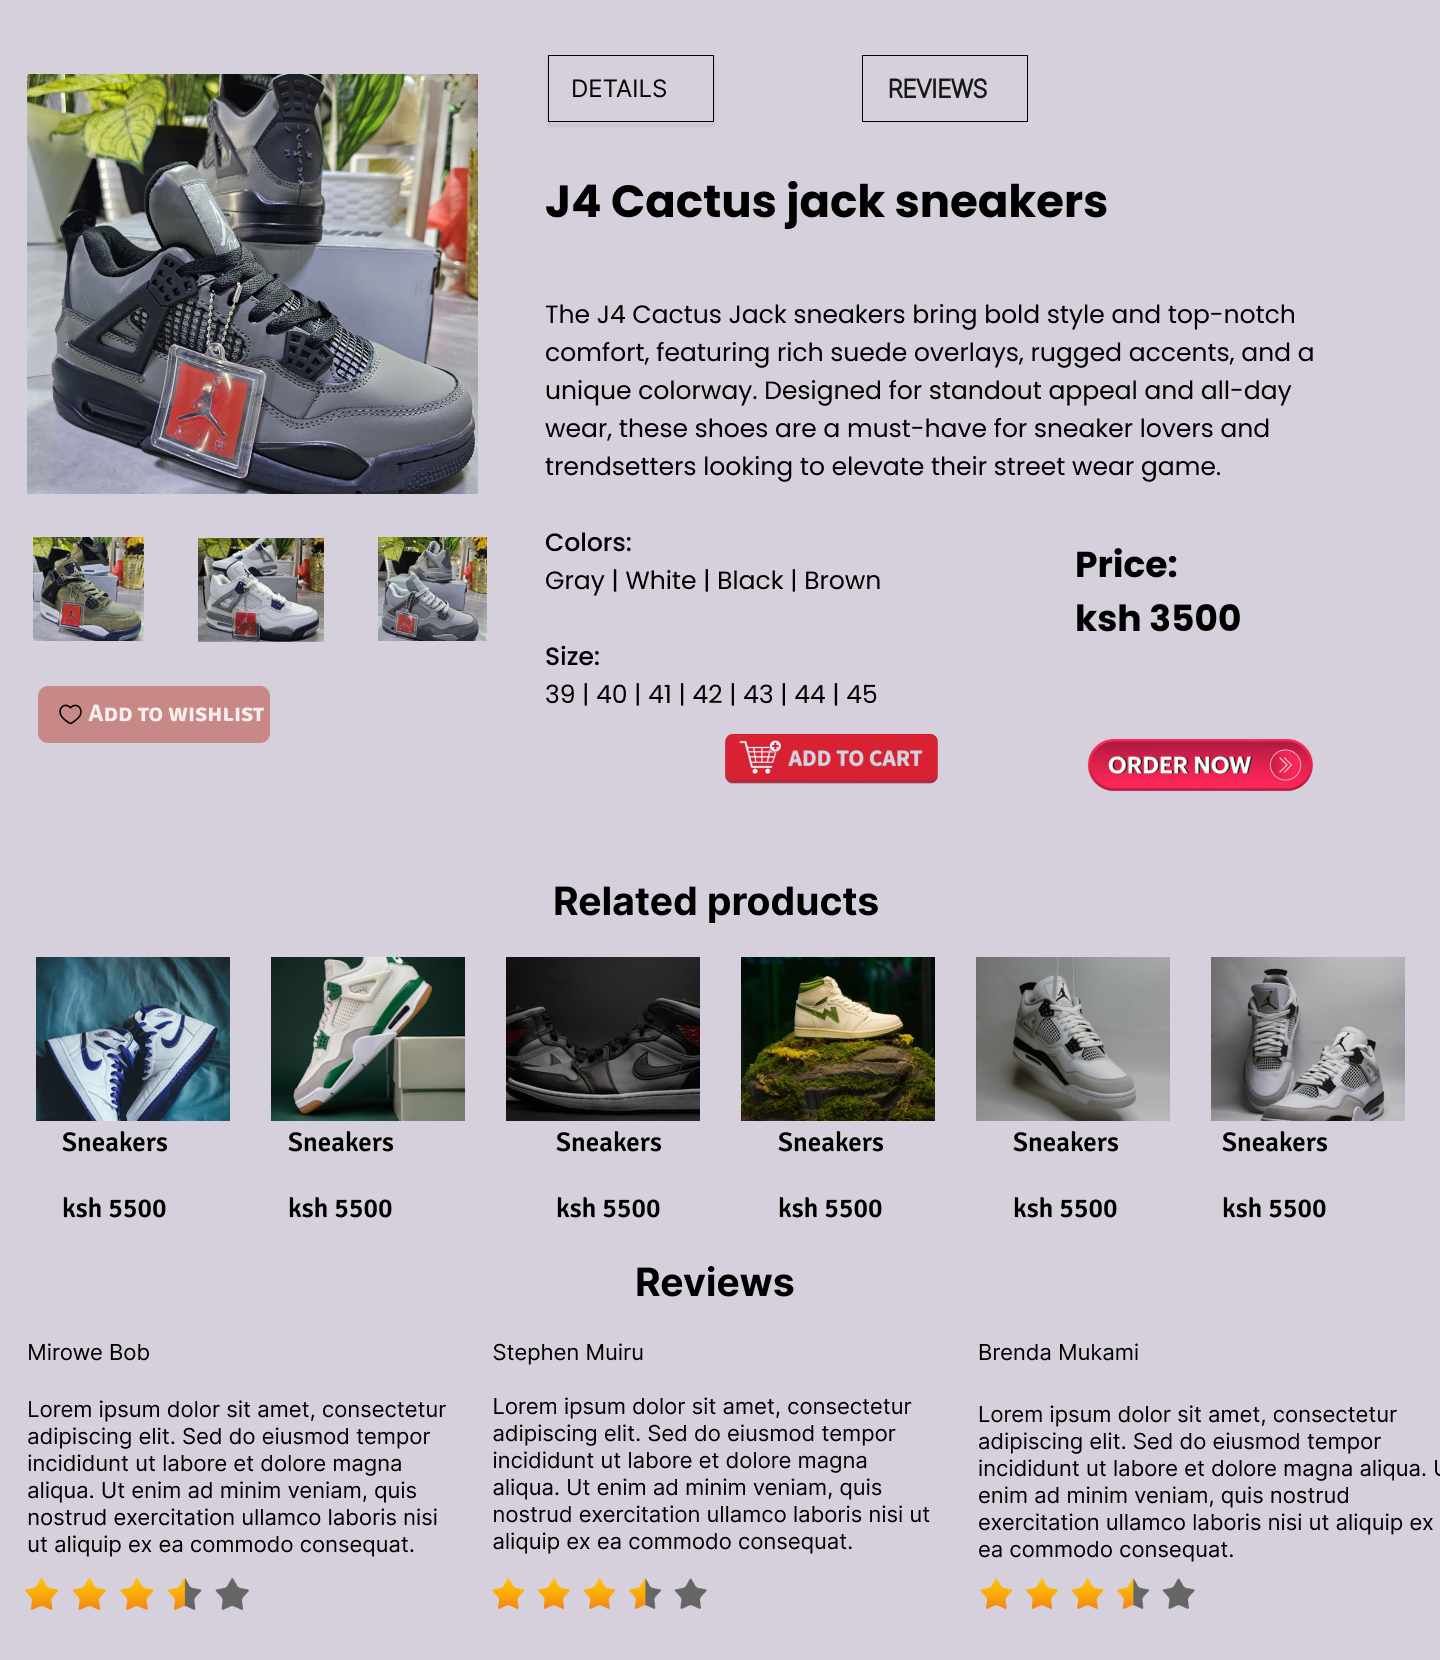 DETAILS
REVIEWS
J4 Cactus jack sneakers
The J4 Cactus Jack sneakers bring bold style and top-notch
comfort, featuring rich suede overlays, rugged accents, and a
unique colorway. Designed for standout appeal and all-day
wear, these shoes are a must-have for sneaker lovers and
trendsetters looking to elevate their street wear game.
Colors:
Gray | White | Black | Brown
Size:
39 | 40 | 41 | 42 | 43 | 44 | 45
Price:
ksh 3500
ADD TO WISHLIST
ADD TO CART
ORDER NOW
Related products
Sneakers
ksh 5500
Sneakers
ksh 5500
Sneakers
ksh 5500
Sneakers
ksh 5500
Sneakers
ksh 5500
Sneakers
ksh 5500
Reviews
Mirowe Bob
Lorem ipsum dolor sit amet, consectetur
adipiscing elit. Sed do eiusmod tempor
incididunt ut labore et dolore magna
aliqua. Ut enim ad minim veniam, quis
nostrud exercitation ullamco laboris nisi
ut aliquip ex ea commodo consequat.
Stephen Muiru
Lorem ipsum dolor sit amet, consectetur
adipiscing elit. Sed do eiusmod tempor
incididunt ut labore et dolore magna
aliqua. Ut enim ad minim veniam, quis
nostrud exercitation ullamco laboris nisi ut
aliquip ex ea commodo consequat.
Brenda Mukami
Lorem ipsum dolor sit amet, consectetur
adipiscing elit. Sed do eiusmod tempor
incididunt ut labore et dolore magna aliqua.
enim ad minim veniam, quis nostrud
exercitation ullamco laboris nisi ut aliquip ex
ea commodo consequat.